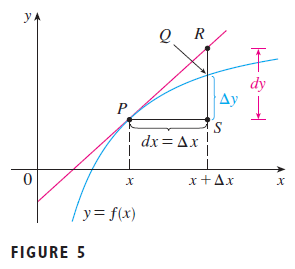 y
Q R
dy
Δy
P
S
dx = Δx
0 x x + Δx x
y = f(x)
FIGURE 5